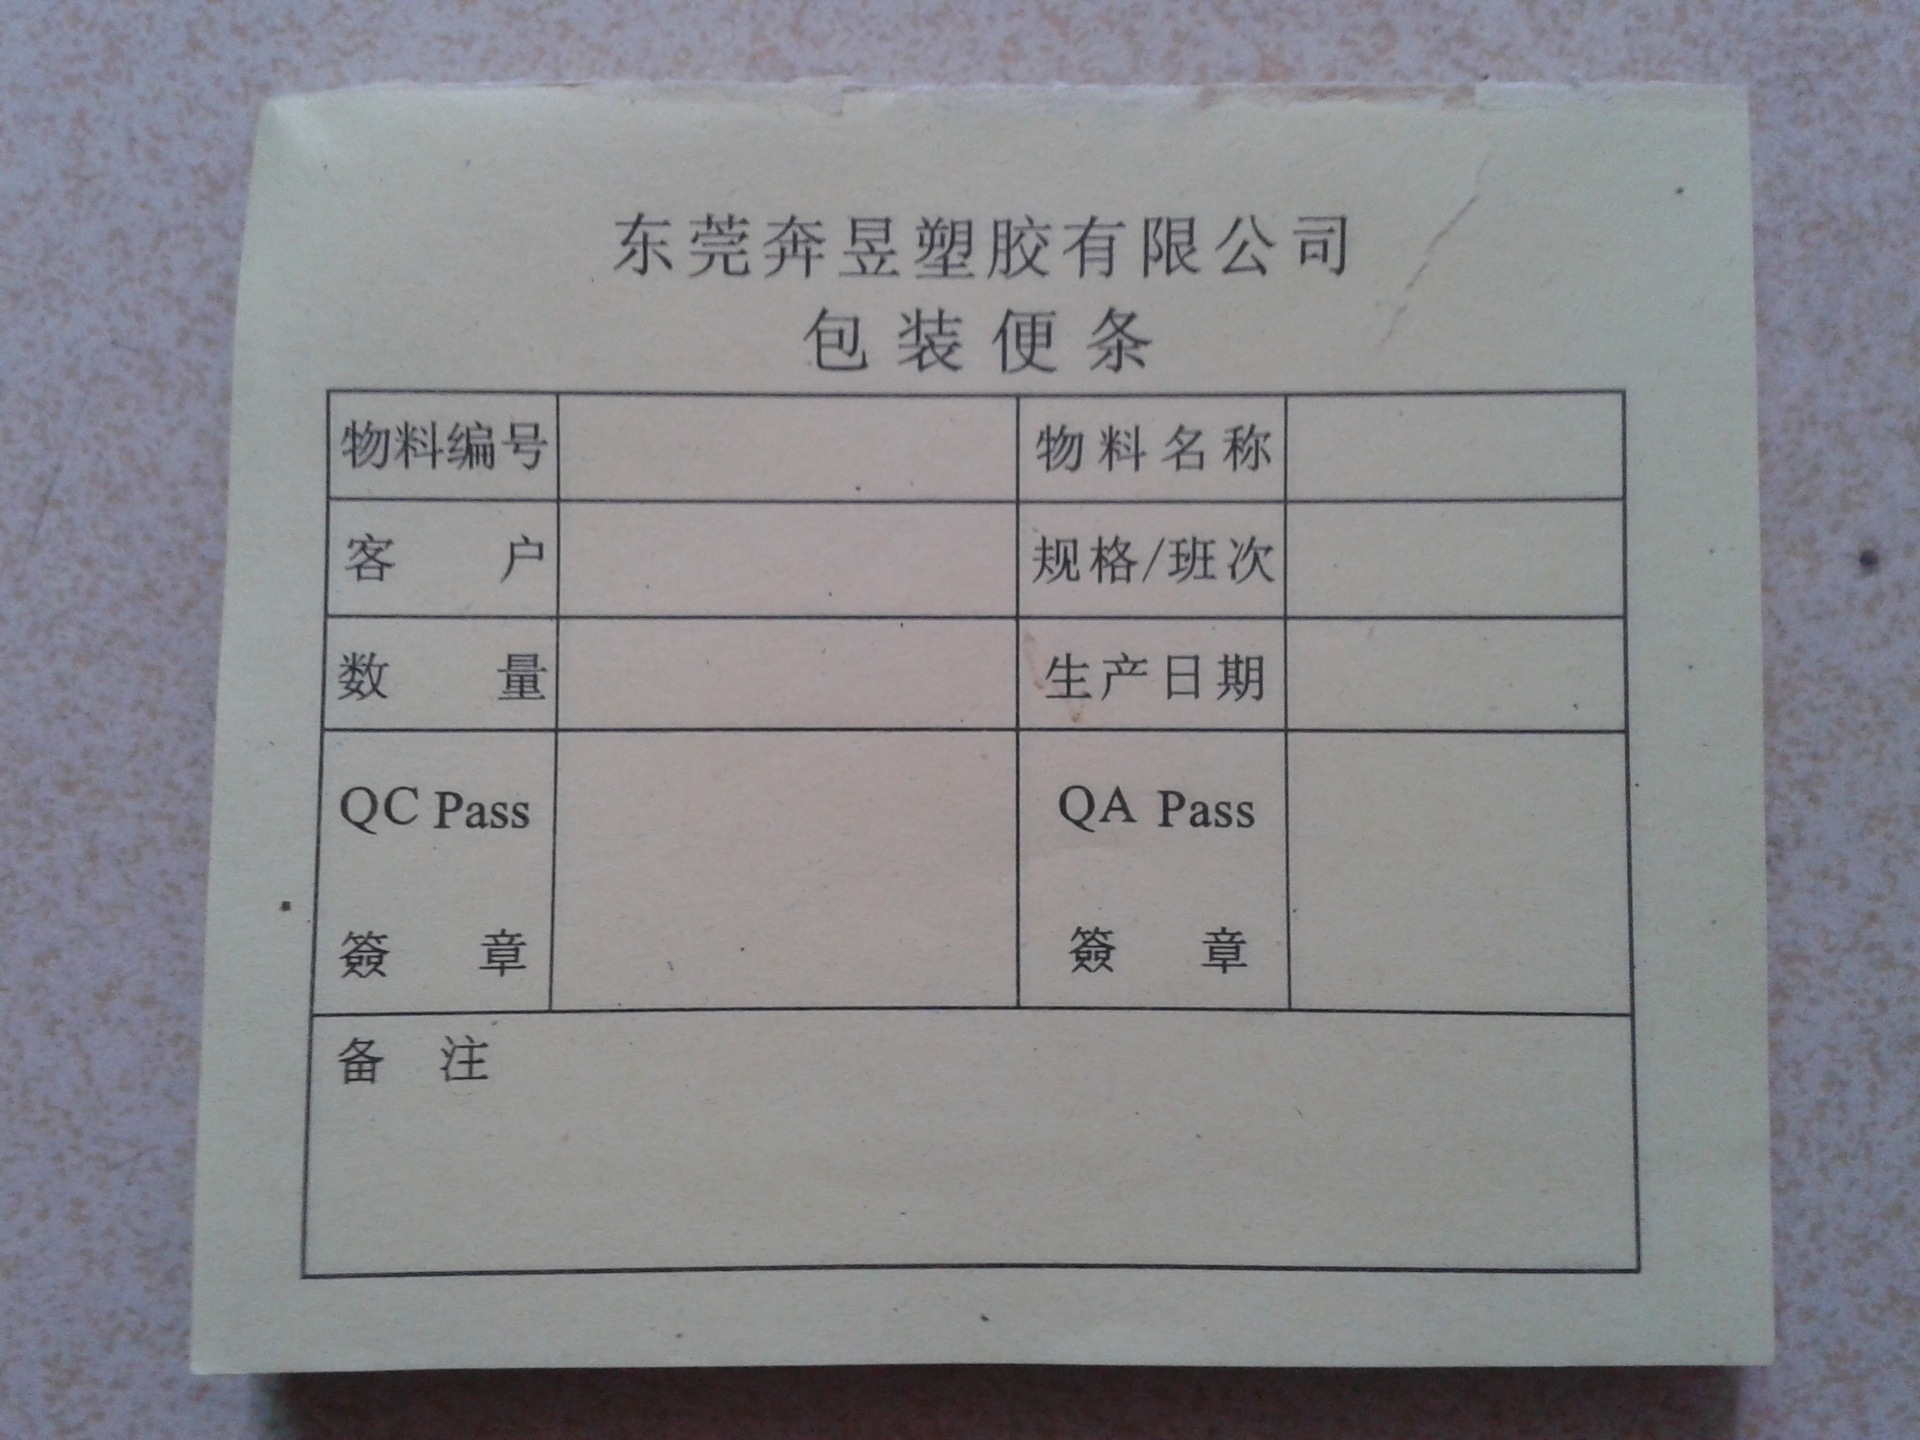 东莞奔昱塑胶有限公司
包装便条
物料编号 物料名称
客户 规格/班次
数量 生产日期
QC Pass QA Pass
簽章 簽章
备注